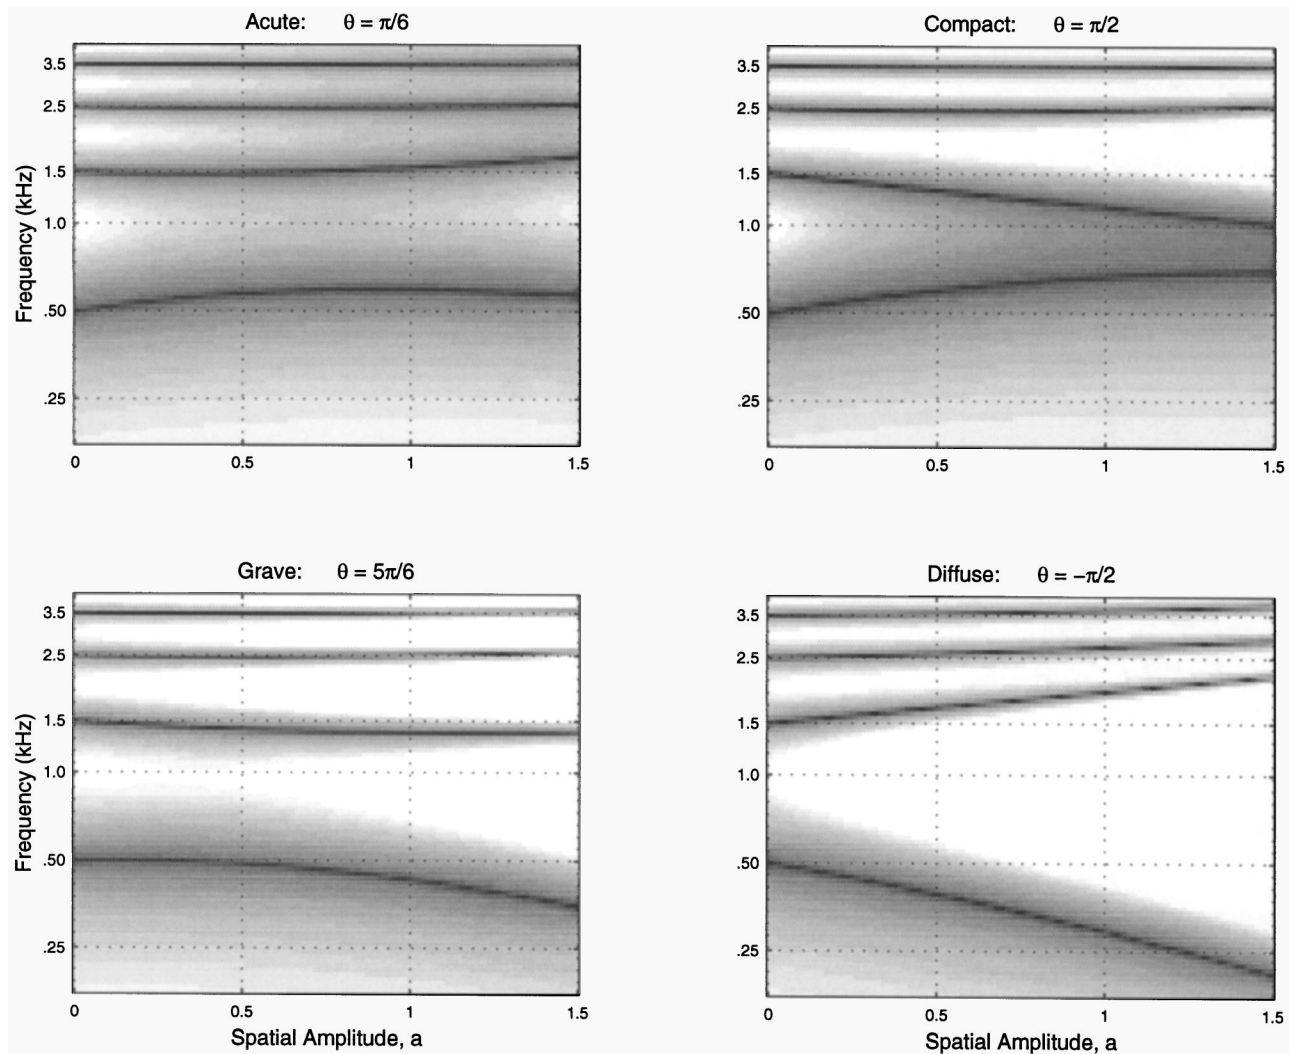 Acute: θ = π/6
3.5
2.5
1.5
1.0
.50
.25
Frequency (kHz)
0 0.5 1 1.5
Compact: θ = π/2
3.5
2.5
1.5
1.0
.50
.25
0 0.5 1 1.5
Grave: θ = 5π/6
3.5
2.5
1.5
1.0
.50
.25
Frequency (kHz)
0 0.5 1 1.5
Spatial Amplitude, a
Diffuse: θ = −π/2
3.5
2.5
1.5
1.0
.50
.25
0 0.5 1 1.5
Spatial Amplitude, a